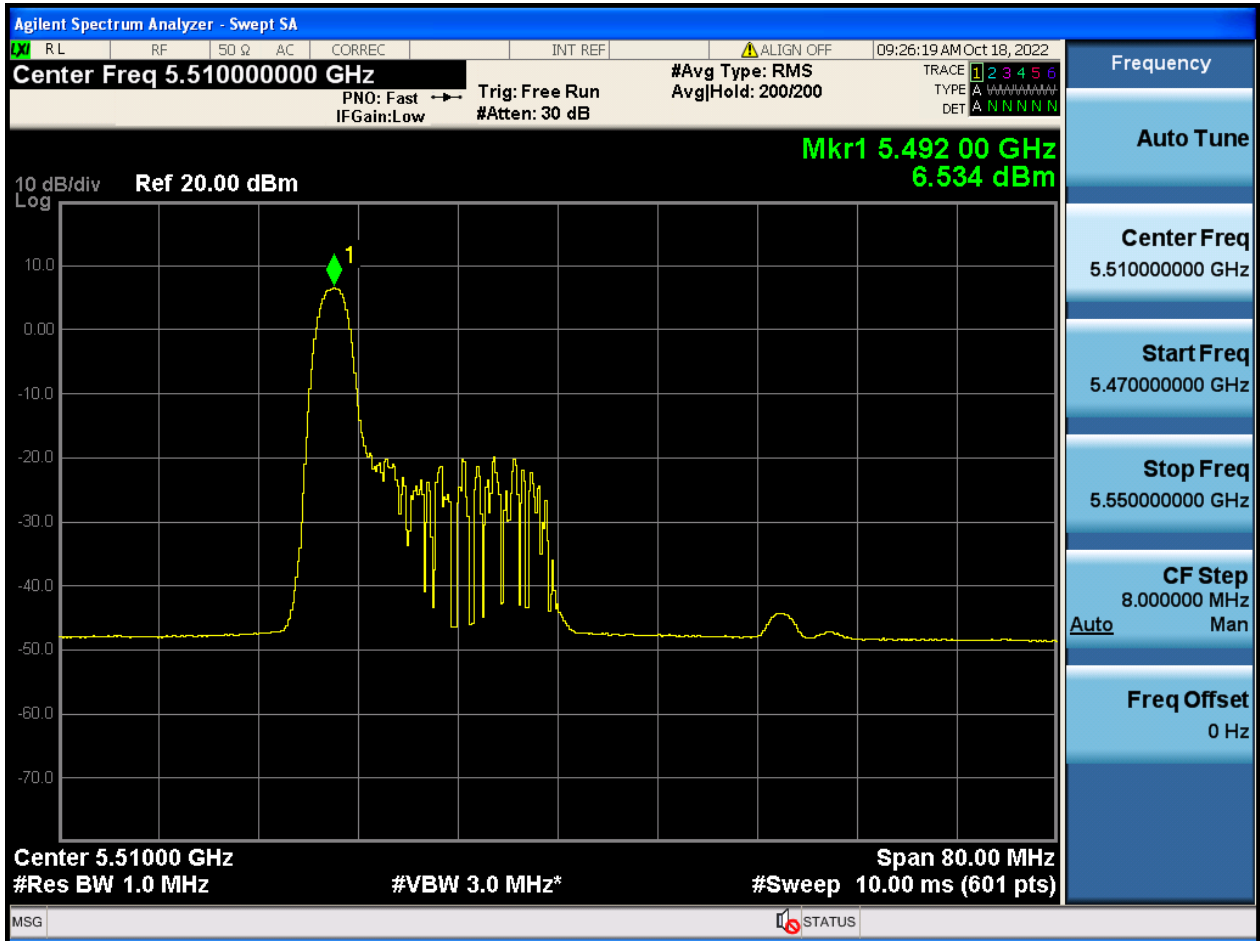 Agilent Spectrum Analyzer - Swept SA
LXI RL RF 50 Ω AC CORREC INT REF ALIGN OFF 09:26:19 AM Oct 18, 2022
Center Freq 5.510000000 GHz
PNO: Fast
IFGain:Low
Trig: Free Run
#Atten: 30 dB
#Avg Type: RMS
Avg|Hold: 200/200
TRACE 1 2 3 4 5 6
TYPE A WWWWW
DET A N N N N N
Mkr1 5.492 00 GHz
6.534 dBm
10 dB/div Ref 20.00 dBm
Log
1
10.0
0.00
-10.0
-20.0
-30.0
-40.0
-50.0
-60.0
-70.0
Center 5.51000 GHz Span 80.00 MHz
#Res BW 1.0 MHz #VBW 3.0 MHz* #Sweep 10.00 ms (601 pts)
MSG STATUS
Frequency
Auto Tune
Center Freq
5.510000000 GHz
Start Freq
5.470000000 GHz
Stop Freq
5.550000000 GHz
CF Step
8.000000 MHz
Auto Man
Freq Offset
0 Hz